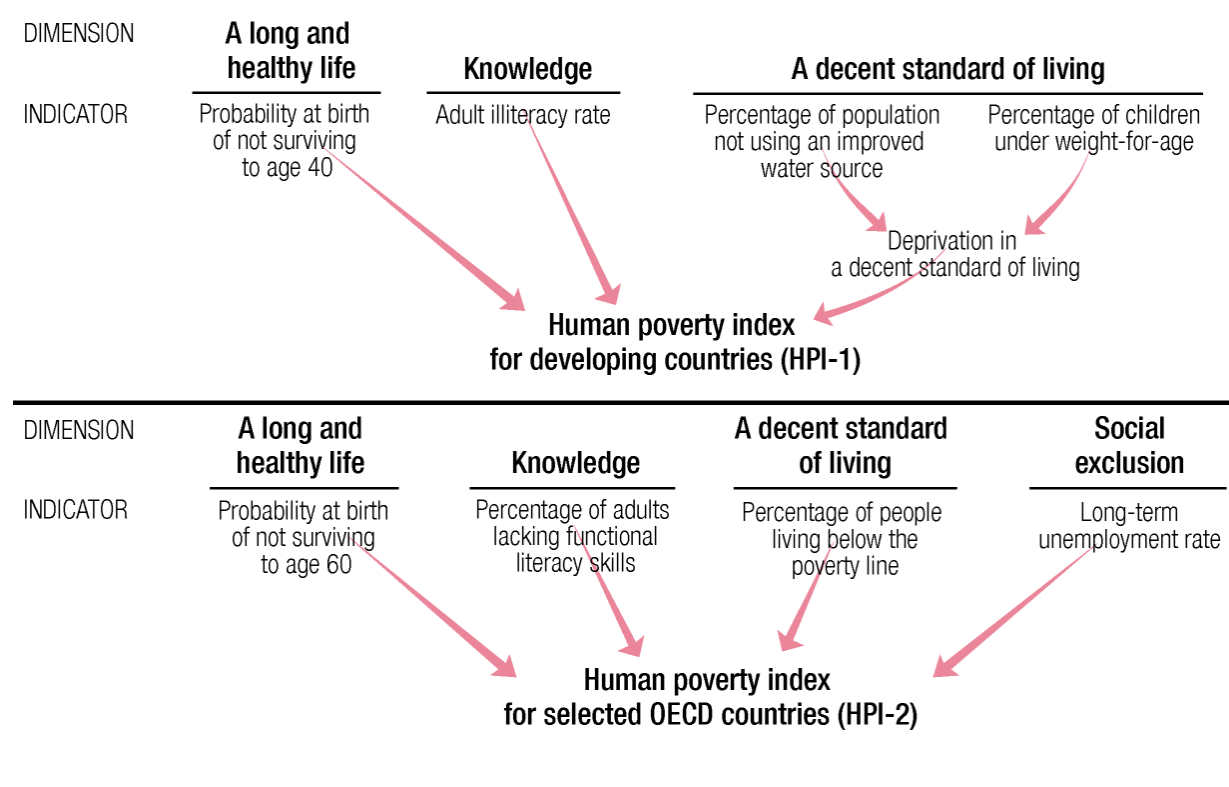 DIMENSION
A long and
healthy life
Knowledge
A decent standard of living
INDICATOR
Probability at birth
of not surviving
to age 40
Adult illiteracy rate
Percentage of population
not using an improved
water source
Percentage of children
under weight-for-age
Deprivation in
a decent standard of living
Human poverty index
for developing countries (HPI-1)
DIMENSION
A long and
healthy life
Knowledge
A decent standard
of living
Social
exclusion
INDICATOR
Probability at birth
of not surviving
to age 60
Percentage of adults
lacking functional
literacy skills
Percentage of people
living below the
poverty line
Long-term
unemployment rate
Human poverty index
for selected OECD countries (HPI-2)